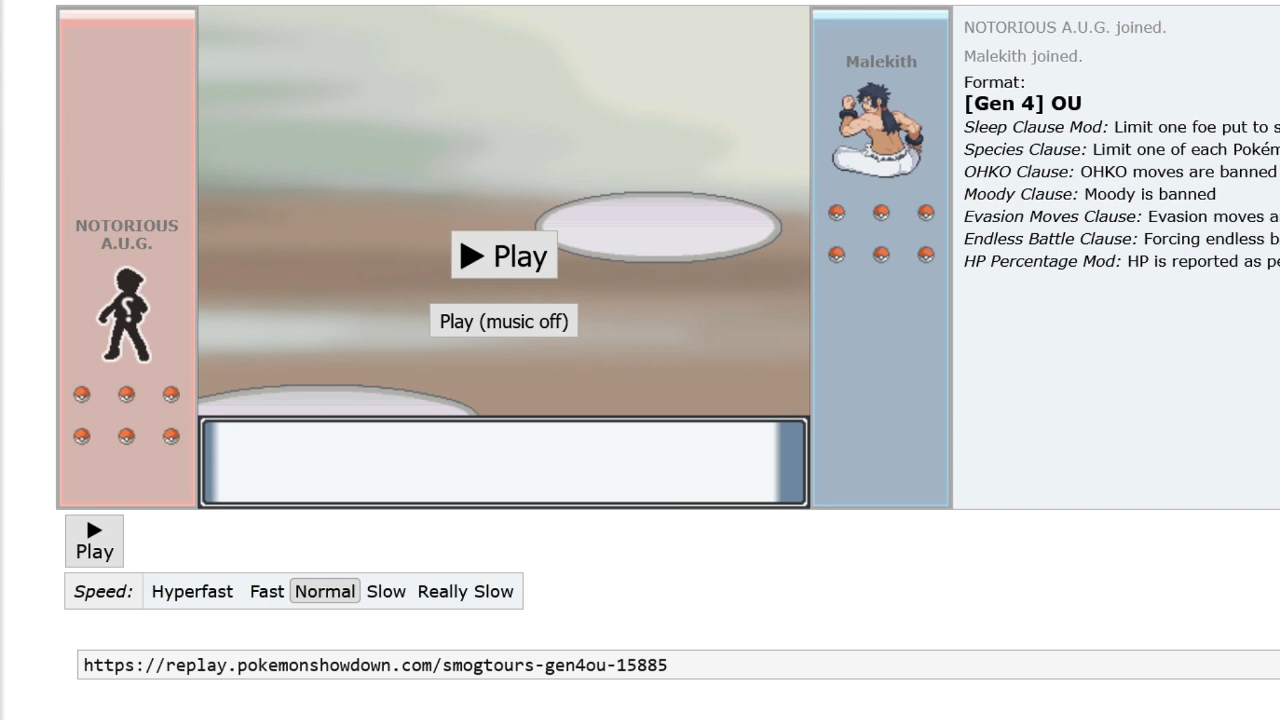 NOTORIOUS
A.U.G.
Play
Play (music off)
Malekith
NOTORIOUS A.U.G. joined.
Malekith joined.
Format:
[Gen 4] OU
Sleep Clause Mod: Limit one foe put to s
Species Clause: Limit one of each Pokém
OHKO Clause: OHKO moves are banned
Moody Clause: Moody is banned
Evasion Moves Clause: Evasion moves a
Endless Battle Clause: Forcing endless b
HP Percentage Mod: HP is reported as pe
Play
Speed: Hyperfast Fast Normal Slow Really Slow
https://replay.pokemonshowdown.com/smogtours-gen4ou-15885